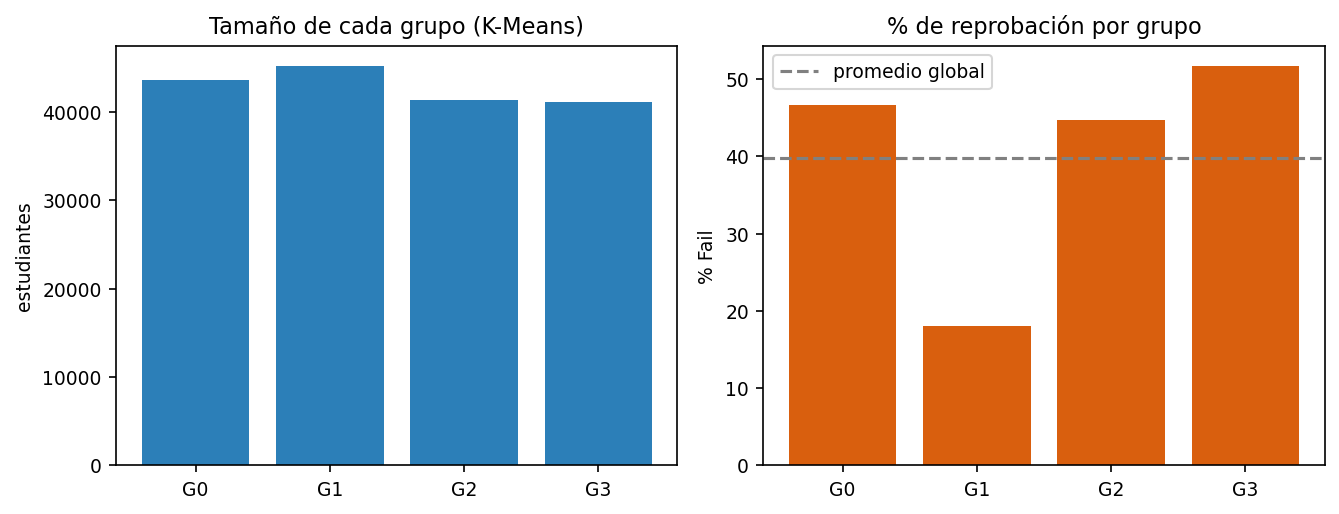 Tamaño de cada grupo (K-Means)
estudiantes
40000
30000
20000
10000
0
G0 G1 G2 G3
% de reprobación por grupo
promedio global
% Fail
50
40
30
20
10
0
G0 G1 G2 G3